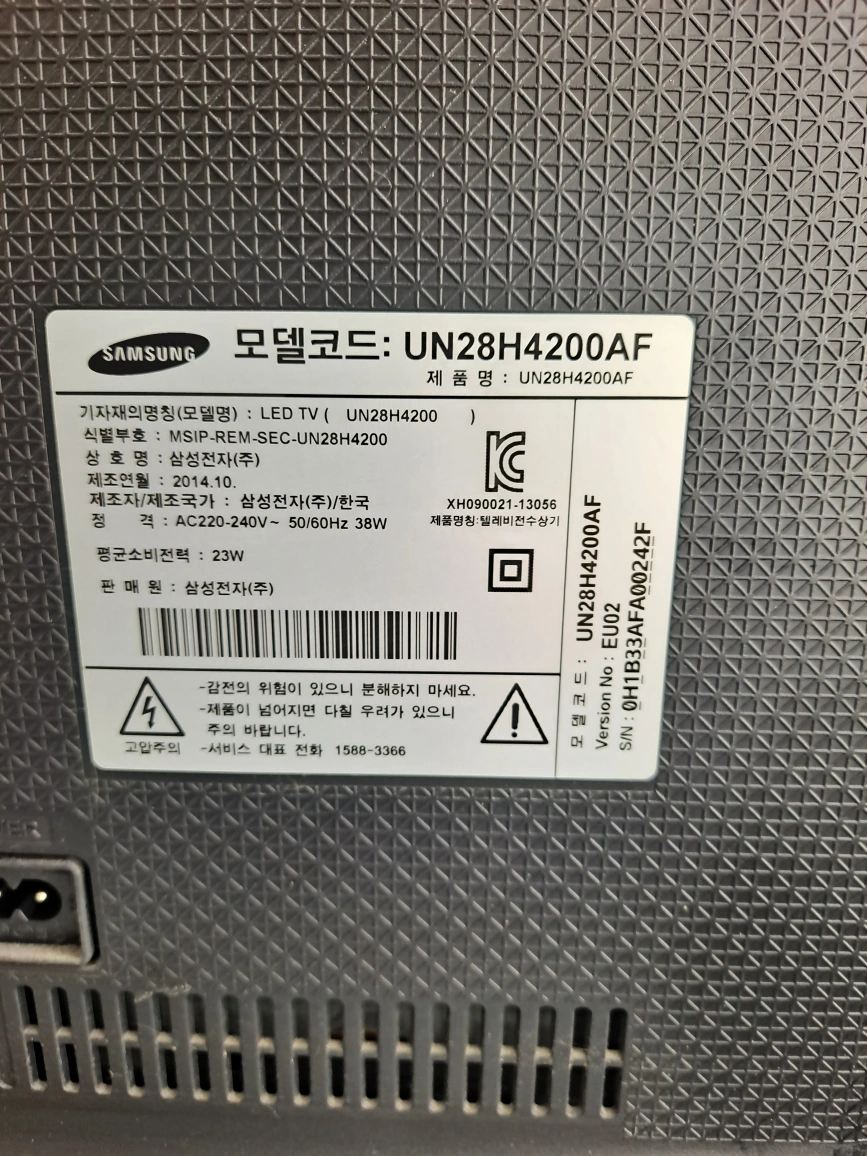 SAMSUNG 모델코드: UN28H4200AF
제 품 명 : UN28H4200AF
기자재의명칭(모델명) : LED TV ( UN28H4200 )
식별부호 : MSIP-REM-SEC-UN28H4200
상 호 명 : 삼성전자(주)
제조연월 : 2014.10.
제조자/제조국가 : 삼성전자(주)/한국
정 격 : AC220-240V~ 50/60Hz 38W
평균소비전력 : 23W
판 매 원 : 삼성전자(주)
XH090021-13056
제품명칭:텔레비전수상기
고압주의
-감전의 위험이 있으니 분해하지 마세요.
-제품이 넘어지면 다칠 우려가 있으니
주의 바랍니다.
-서비스 대표 전화 1588-3366
모델코드 : UN28H4200AF
Version No : EU02
S/N : 0H1B33AFA00242F